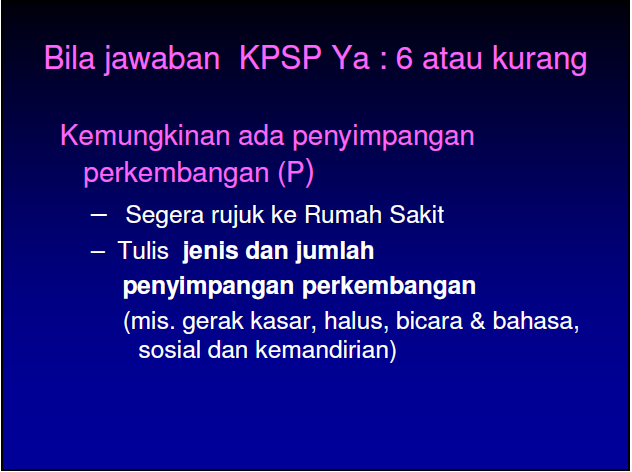 Bila jawaban KPSP Ya : 6 atau kurang
Kemungkinan ada penyimpangan
perkembangan (P)
– Segera rujuk ke Rumah Sakit
– Tulis jenis dan jumlah
penyimpangan perkembangan
(mis. gerak kasar, halus, bicara & bahasa,
sosial dan kemandirian)